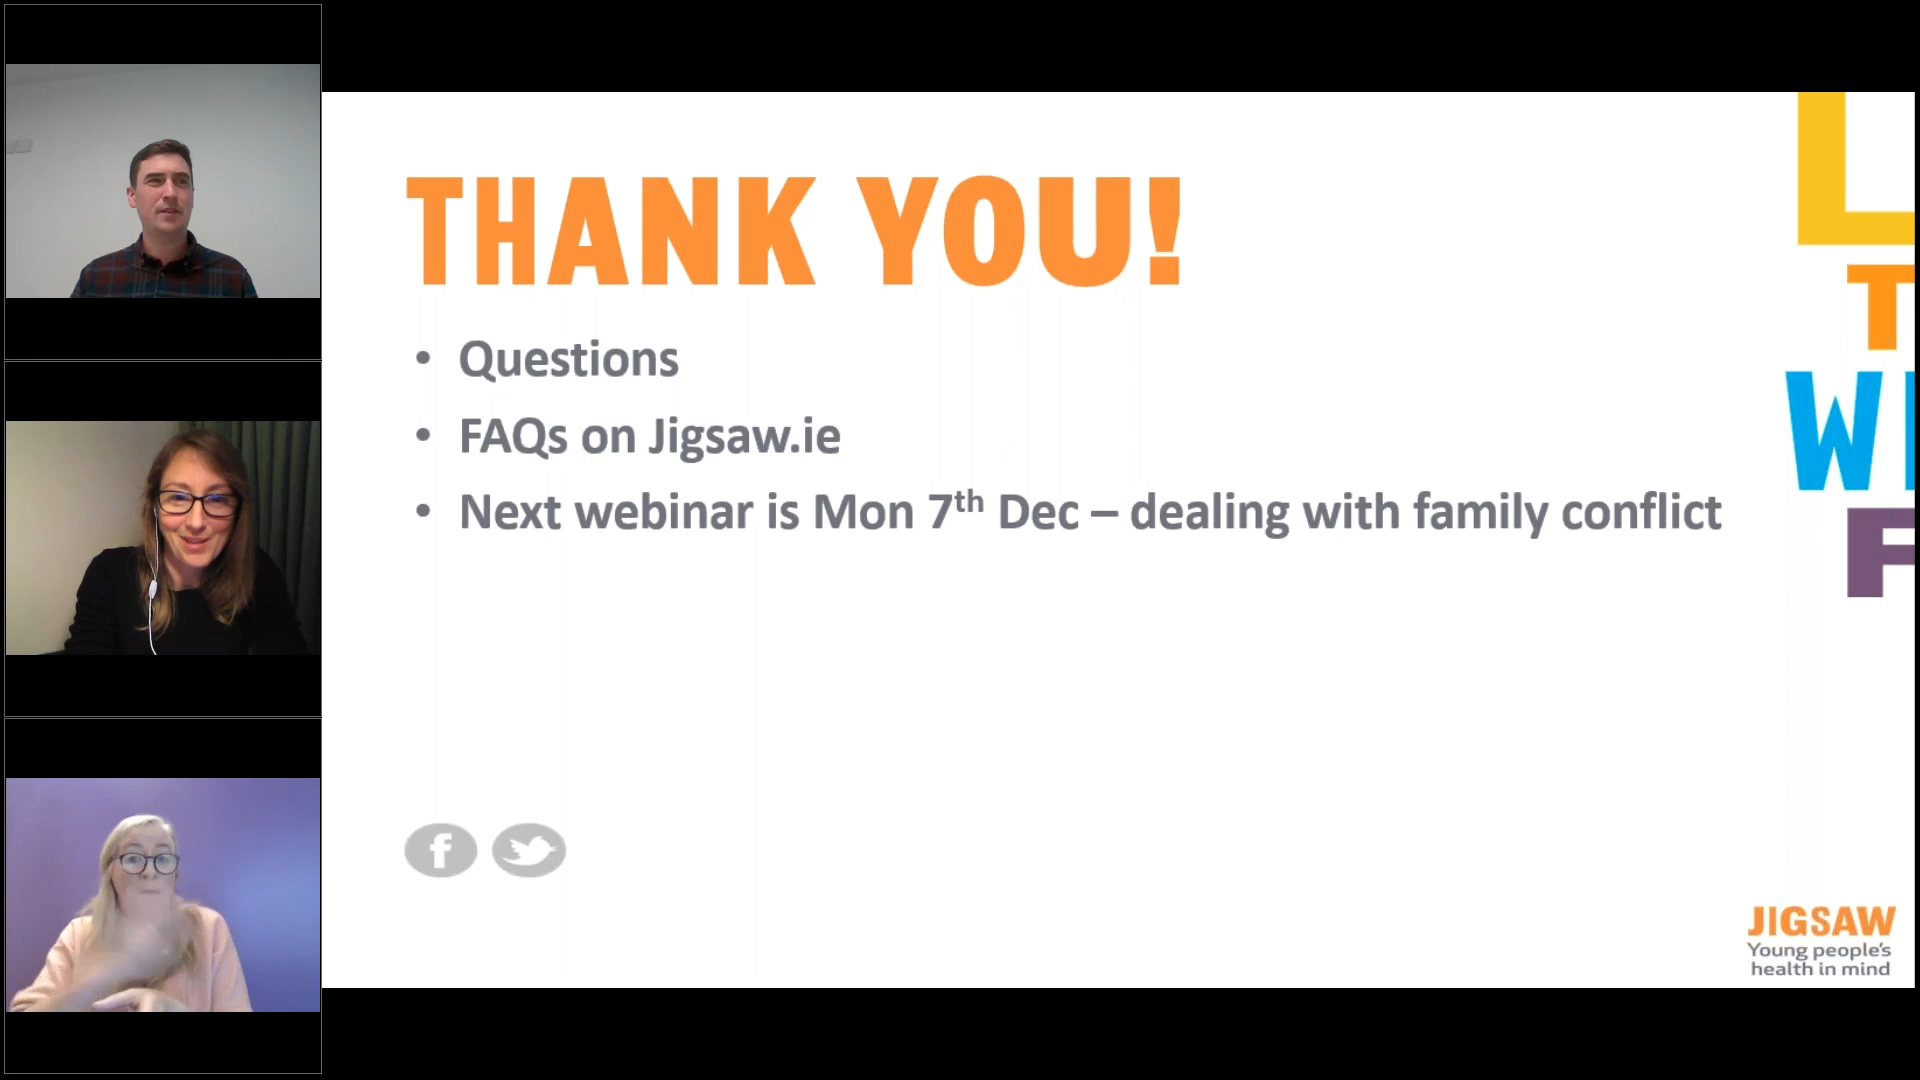 THANK YOU!
• Questions
• FAQs on Jigsaw.ie
• Next webinar is Mon 7th Dec – dealing with family conflict
L
T
W
F
f
JIGSAW
Young people's
health in mind